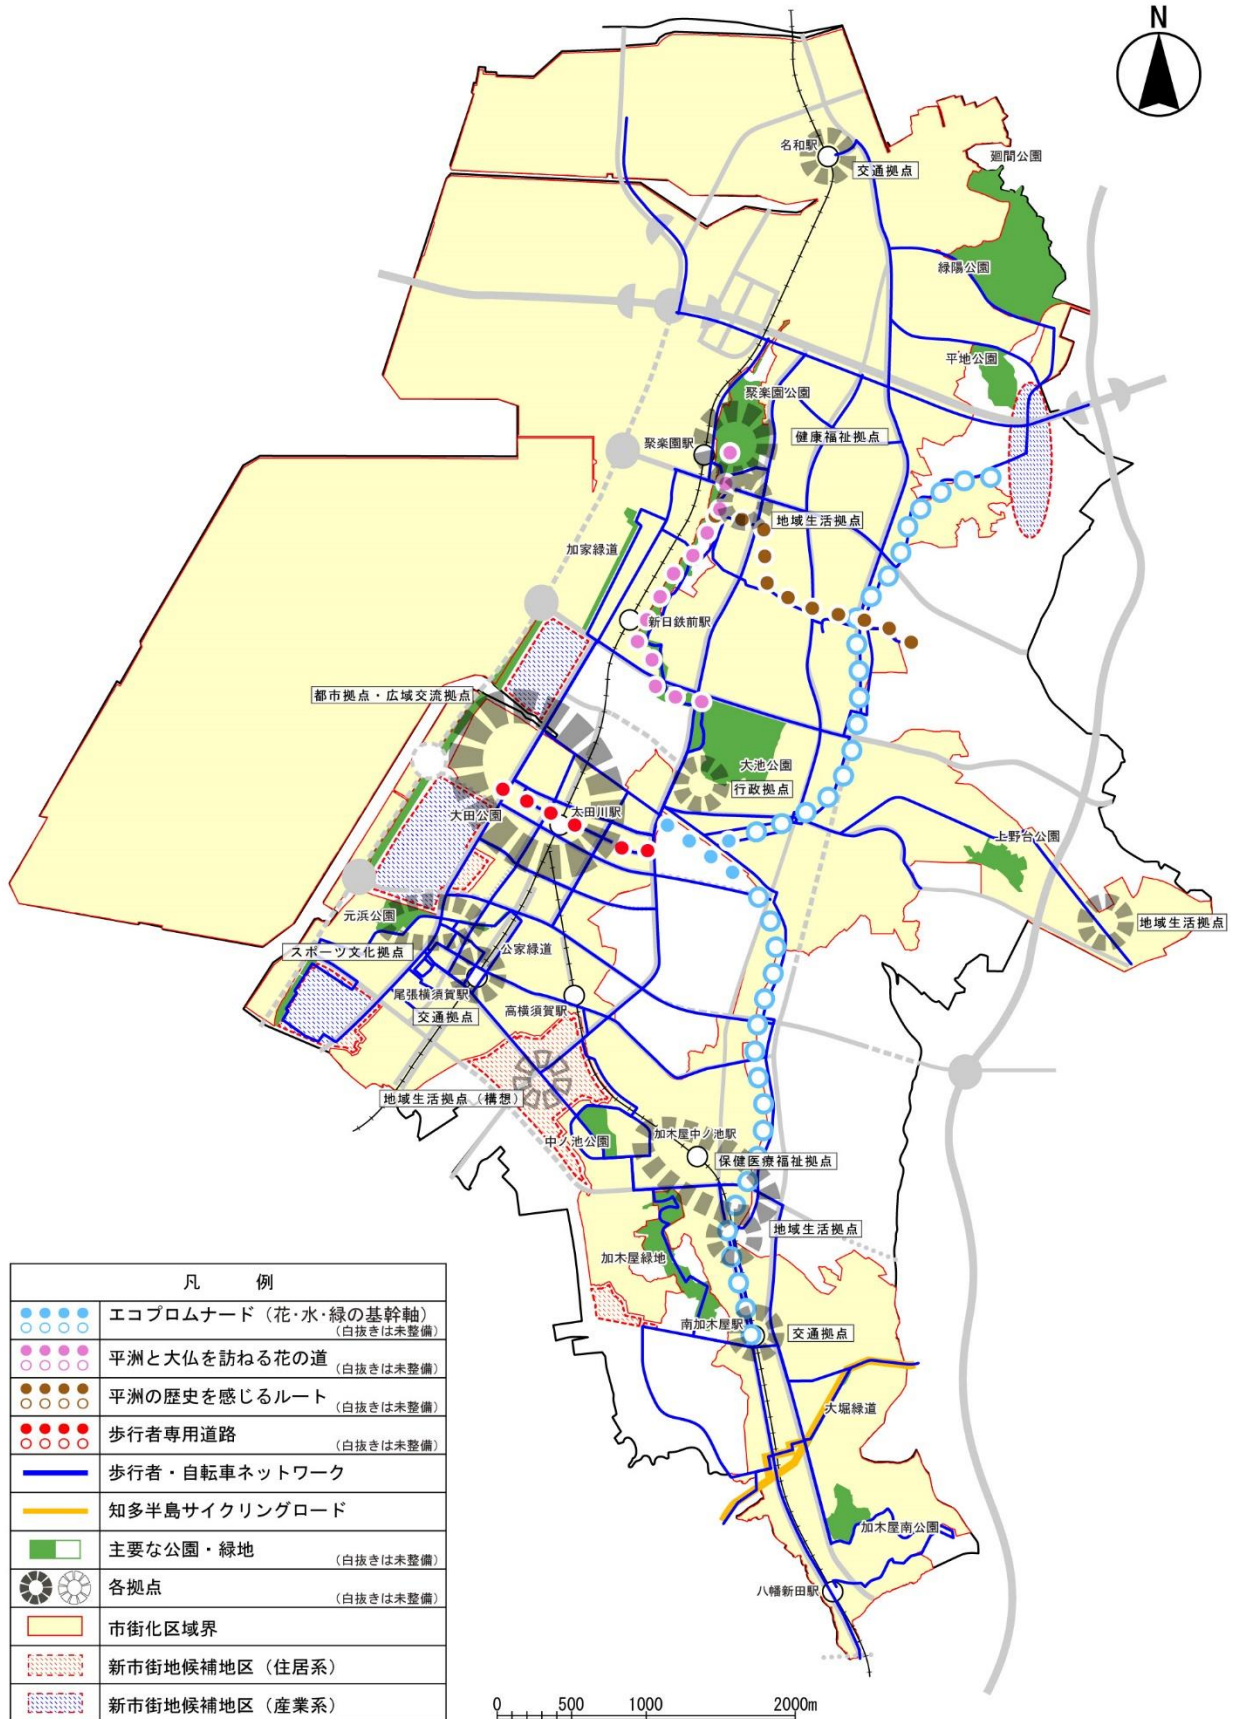 N
名和駅
交通拠点
廻間公園
緑陽公園
平地公園
聚楽園公園
健康福祉拠点
聚楽園駅
地域生活拠点
加家緑道
新日鉄前駅
都市拠点・広域交流拠点
大池公園
行政拠点
大田公園
太田川駅
上野台公園
地域生活拠点
元浜公園
スポーツ文化拠点
公家緑道
尾張横須賀駅
高横須賀駅
交通拠点
地域生活拠点（構想）
中ノ池公園
加木屋中ノ池駅
保健医療福祉拠点
地域生活拠点
加木屋緑地
南加木屋駅
交通拠点
大堀緑道
加木屋南公園
八幡新田駅
凡 例
エコプロムナード（花・水・緑の基幹軸）
（白抜きは未整備）
平洲と大仏を訪ねる花の道
（白抜きは未整備）
平洲の歴史を感じるルート
（白抜きは未整備）
歩行者専用道路
（白抜きは未整備）
歩行者・自転車ネットワーク
知多半島サイクリングロード
主要な公園・緑地
（白抜きは未整備）
各拠点
（白抜きは未整備）
市街化区域界
新市街地候補地区（住居系）
新市街地候補地区（産業系）
0 500 1000 2000m